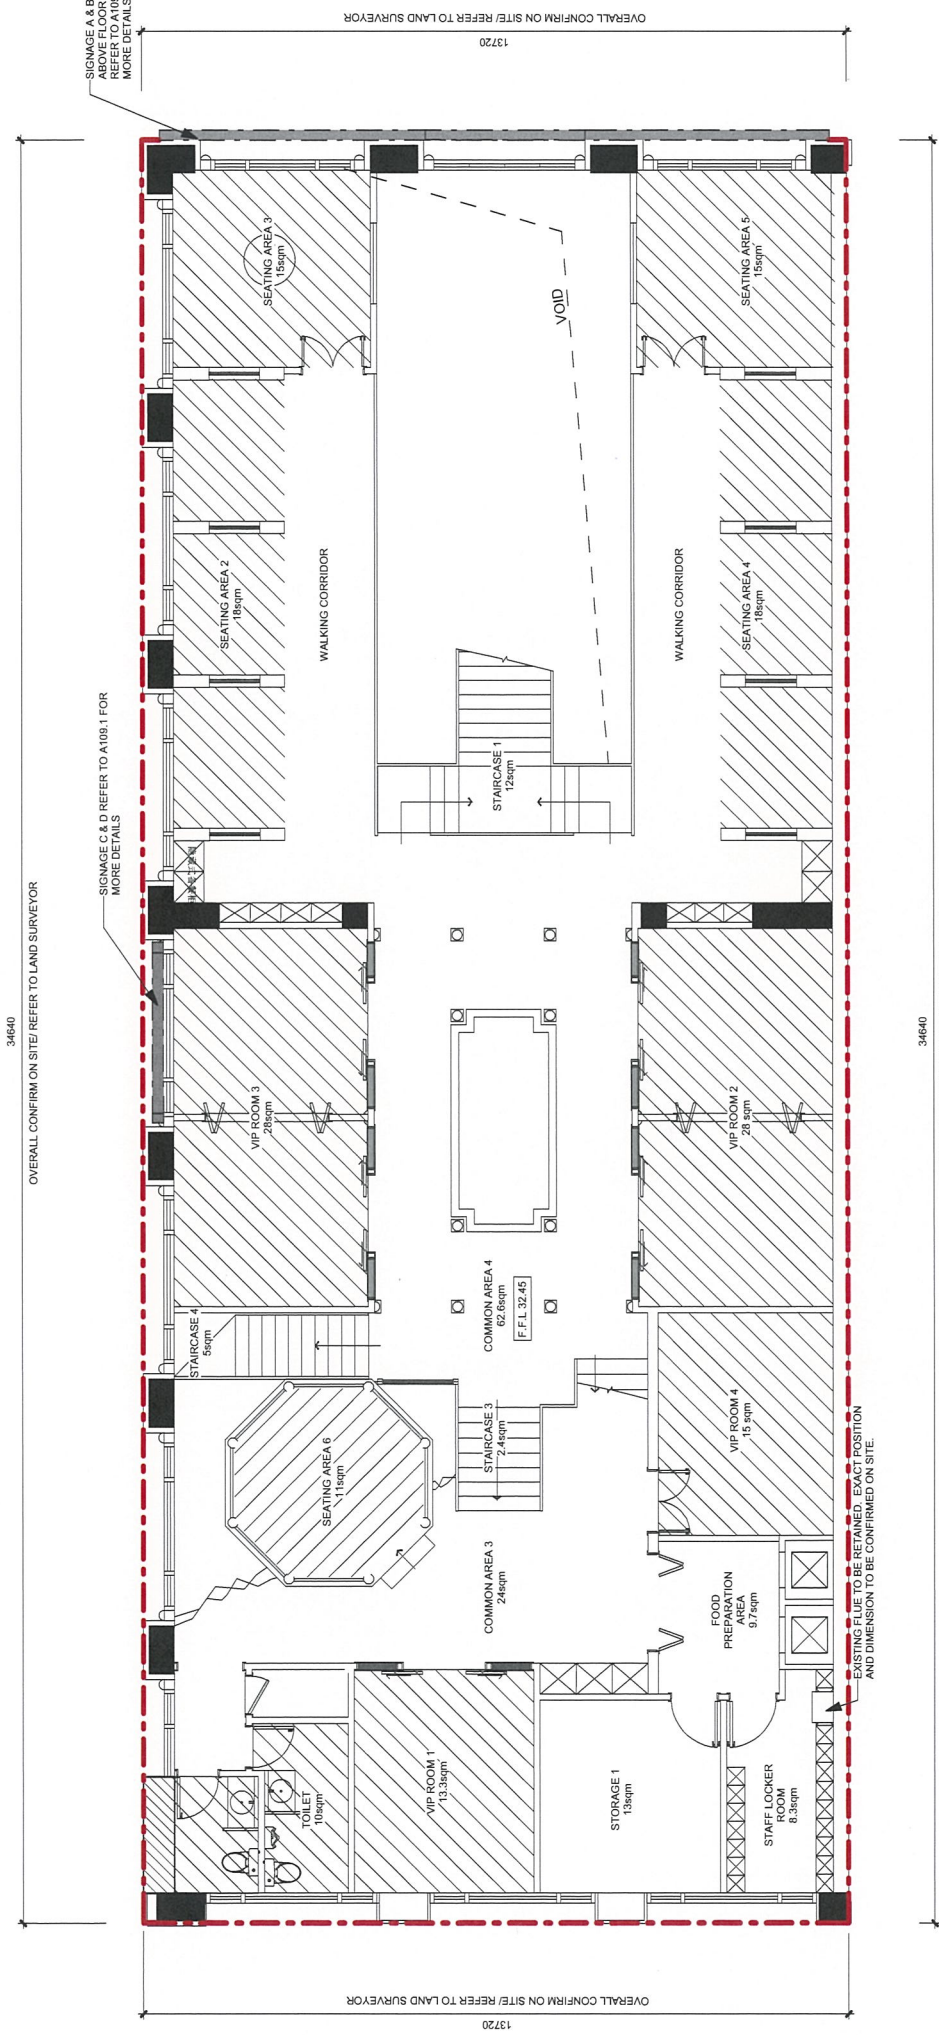 OVERALL CONFIRM ON SITE/ REFER TO LAND SURVEYOR
13720
SIGNAGE A & B
ABOVE FLOOR
REFER TO A109
MORE DETAILS
34640
OVERALL CONFIRM ON SITE/ REFER TO LAND SURVEYOR
SIGNAGE C & D REFER TO A109.1 FOR
MORE DETAILS
SEATING AREA 3
15sqm
SEATING AREA 5
15sqm
VOID
SEATING AREA 2
18sqm
WALKING CORRIDOR
WALKING CORRIDOR
SEATING AREA 4
18sqm
STAIRCASE 1
12sqm
VIP ROOM 3
28sqm
VIP ROOM 2
28 sqm
STAIRCASE 4
5sqm
COMMON AREA 4
62.6sqm
F.F.L 32.45
SEATING AREA 6
11sqm
STAIRCASE 3
2.4sqm
VIP ROOM 4
15 sqm
COMMON AREA 3
24sqm
FOOD
PREPARATION
AREA
9.7sqm
EXISTING FLUE TO BE RETAINED. EXACT POSITION
AND DIMENSION TO BE CONFIRMED ON SITE.
TOILET
10sqm
VIP ROOM 1
13.3sqm
STORAGE 1
13sqm
STAFF LOCKER
ROOM
8.3sqm
34640
OVERALL CONFIRM ON SITE/ REFER TO LAND SURVEYOR
13720